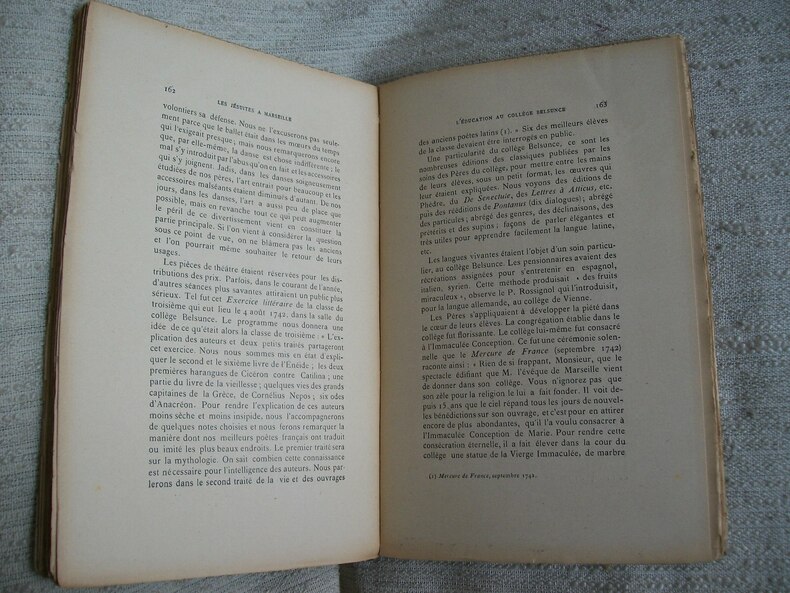 162
LES JÉSUITES A MARSEILLE
volontiers sa défense. Nous ne l'excuserons pas seule-
ment parce que le ballet était dans les mœurs du temps
qui l'exigeait presque; mais nous remarquerons encore
que, par elle-même, la danse est chose indifférente; le
mal s'y introduit par l'abus qu'on en fait et les accessoires
qui s'y joignent. Jadis, dans les danses soigneusement
étudiées de nos pères, l'art entrait pour beaucoup et les
accessoires malséants étaient diminués d'autant. De nos
jours, dans les danses, l'art a aussi peu de place que
possible, mais en revanche tout ce qui peut augmenter
le péril de ce divertissement vient en constituer la
partie principale. Si l'on vient à considérer la question
sous ce point de vue, on ne blâmera pas les anciens
et l'on pourrait même souhaiter le retour de leurs
usages.
Les pièces de théâtre étaient réservées pour les dis-
tributions des prix. Parfois, dans le courant de l'année,
d'autres séances plus savantes attiraient un public plus
sérieux. Tel fut cet Exercice littéraire de la classe de
troisième qui eut lieu le 4 août 1742, dans la salle du
collège Belsunce. Le programme nous donnera une
idée de ce qu'était alors la classe de troisième : « L'ex-
plication des auteurs et deux petits traités partageront
cet exercice. Nous nous sommes mis en état d'expli-
quer le second et le sixième livre de l'Enéide; les deux
premières harangues de Cicéron contre Catilina; une
partie du livre de la vieillesse; quelques vies des grands
capitaines de la Grèce, de Cornélius Nepos; six odes
d'Anacréon. Pour rendre l'explication de ces auteurs
moins sèche et moins insipide, nous l'accompagnerons
de quelques notes choisies et nous ferons remarquer la
manière dont nos meilleurs poètes français ont traduit
ou imité les plus beaux endroits. Le premier traité sera
sur la mythologie. On sait combien cette connaissance
est nécessaire pour l'intelligence des auteurs. Nous par-
lerons dans le second traité de la vie et des ouvrages
L'ÉDUCATION AU COLLÈGE BELSUNCE
163
des anciens poètes latins (1). » Six des meilleurs élèves
de la classe devaient être interrogés en public.
Une particularité du collège Belsunce, ce sont les
nombreuses éditions des classiques publiées par les
soins des Pères du collège, pour mettre entre les mains
de leurs élèves, sous un petit format, les œuvres qui
leur étaient expliquées. Nous voyons des éditions de
Phèdre, du De Senectute, des Lettres à Atticus, etc.
puis des rééditions de Pontanus (dix dialogues); abrégé
des particules; abrégé des genres, des déclinaisons, des
prétérits et des supins; façons de parler élégantes et
très utiles pour apprendre facilement la langue latine,
etc.
Les langues vivantes étaient l'objet d'un soin particu-
lier, au collège Belsunce. Les pensionnaires avaient des
récréations assignées pour s'entretenir en espagnol,
italien, syrien. Cette méthode produisait « des fruits
miraculeux », observe le P. Rossignol qui l'introduisit,
pour la langue allemande, au collège de Vienne.
Les Pères s'appliquaient à développer la piété dans
le cœur de leurs élèves. La congrégation établie dans le
collège fut florissante. Le collège lui-même fut consacré
à l'Immaculée Conception. Ce fut une cérémonie solen-
nelle que le Mercure de France (septembre 1742)
raconte ainsi : « Rien de si frappant, Monsieur, que le
spectacle édifiant que M. l'évêque de Marseille vient
de donner dans son collège. Vous n'ignorez pas que
son zèle pour la religion le lui a fait fonder. Il voit de-
puis 15 ans que le ciel répand tous les jours de nouvel-
les bénédictions sur son ouvrage, et c'est pour en attirer
encore de plus abondantes, qu'il l'a voulu consacrer à
l'Immaculée Conception de Marie. Pour rendre cette
consécration éternelle, il a fait élever dans la cour du
collège une statue de la Vierge Immaculée, de marbre
(1) Mercure de France, septembre 1742.